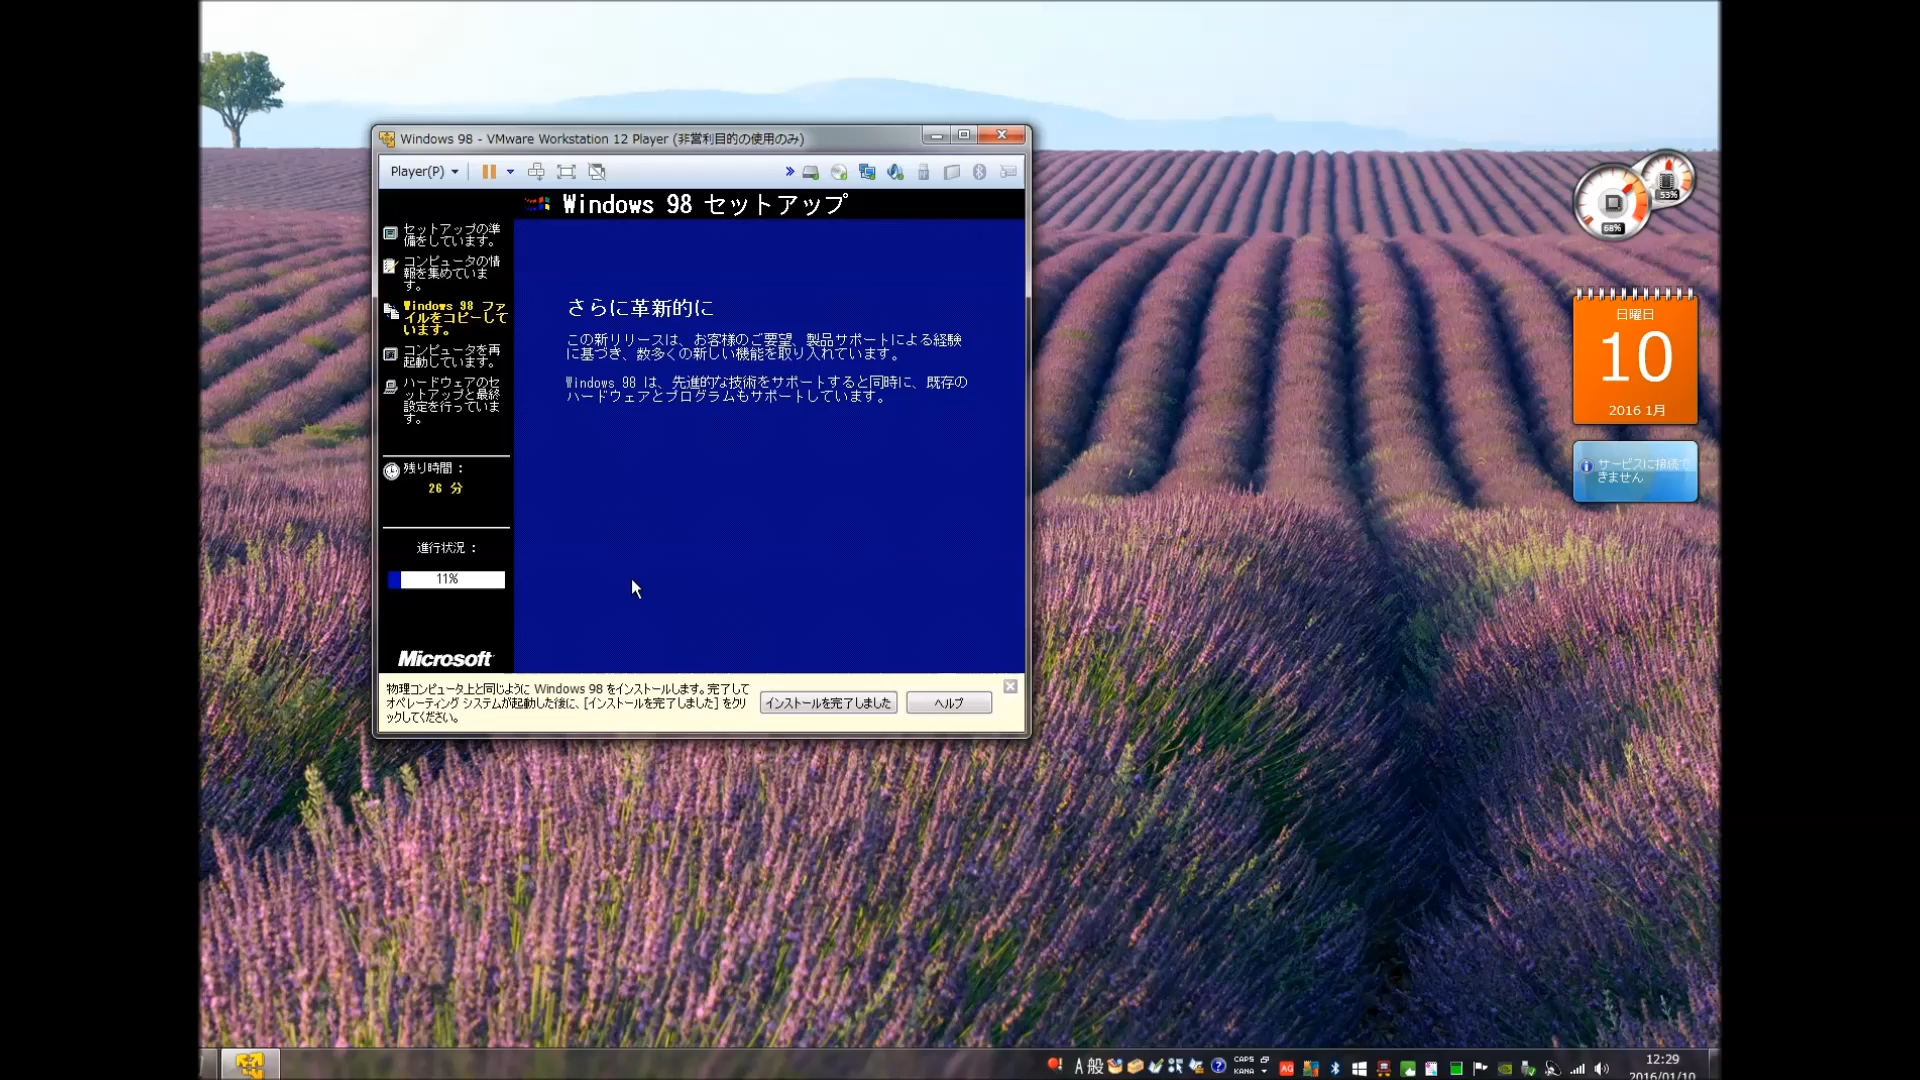 Windows 98 - VMware Workstation 12 Player (非営利目的の使用のみ)
Player(P)
Windows 98 セットアップ
セットアップの準
備をしています。
コンピュータの情
報を集めていま
す。
Windows 98 ファ
イルをコピーして
います。
コンピュータを再
起動しています。
ハードウェアのセ
ットアップと最終
設定を行っていま
す。
残り時間:
26 分
進行状況:
11%
Microsoft
さらに革新的に
この新リリースは、お客様のご要望、製品サポートによる経験
に基づき、数多くの新しい機能を取り入れています。
Windows 98 は、先進的な技術をサポートすると同時に、既存の
ハードウェアとプログラムもサポートしています。
物理コンピュータ上と同じように Windows 98 をインストールします。完了して
オペレーティング システムが起動した後に、[インストールを完了しました] をクリ
ックしてください。
インストールを完了しました
ヘルプ
53%
68%
日曜日
10
2016 1月
サービスに接続で
きません
A 般
CAPS
KANA
12:29
2016/01/10